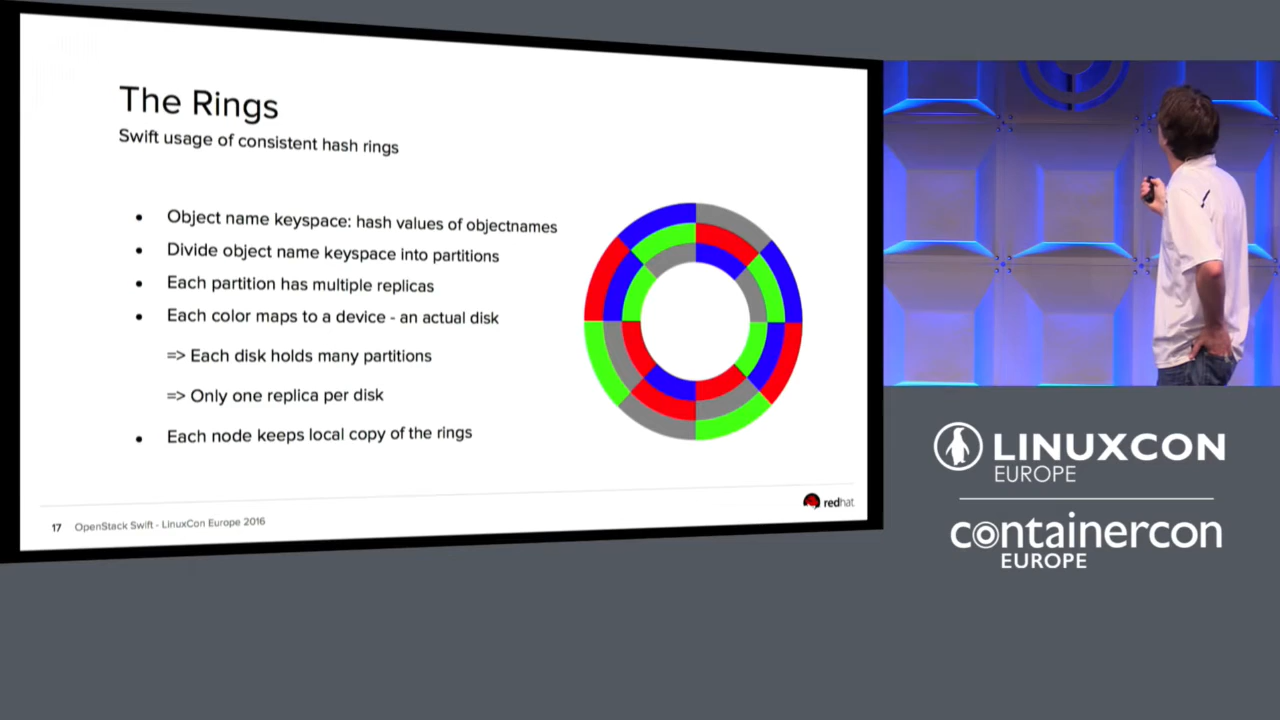 The Rings
Swift usage of consistent hash rings
• Object name keyspace: hash values of objectnames
• Divide object name keyspace into partitions
• Each partition has multiple replicas
• Each color maps to a device - an actual disk
=> Each disk holds many partitions
=> Only one replica per disk
• Each node keeps local copy of the rings
redhat
17 OpenStack Swift - LinuxCon Europe 2016
LINUXCON
EUROPE
containercon
EUROPE